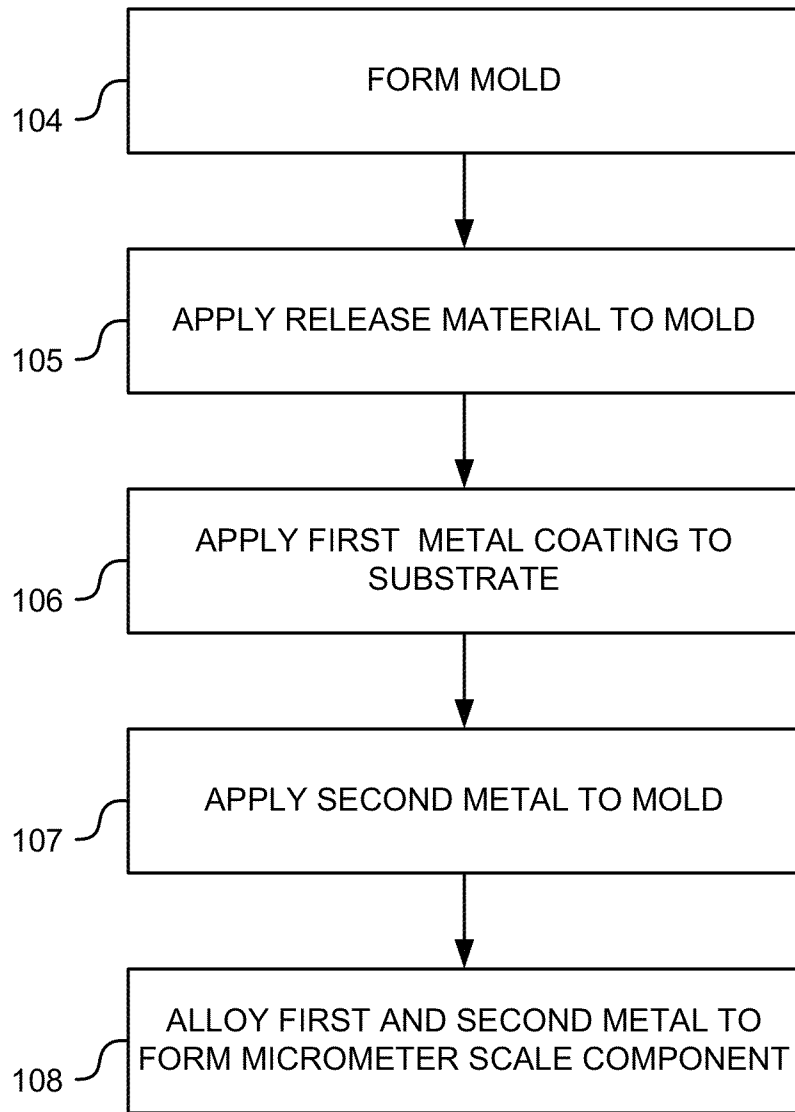 FORM MOLD
104
APPLY RELEASE MATERIAL TO MOLD
105
APPLY FIRST METAL COATING TO
SUBSTRATE
106
APPLY SECOND METAL TO MOLD
107
ALLOY FIRST AND SECOND METAL TO
FORM MICROMETER SCALE COMPONENT
108